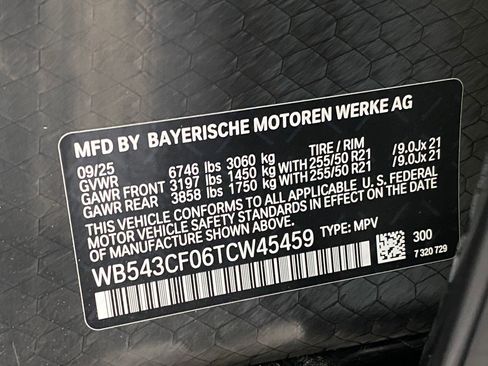 MFD BY BAYERISCHE MOTOREN WERKE AG
09/25 TIRE / RIM
GVWR 6746 lbs 3060 kg
GAWR FRONT 3197 lbs 1450 kg WITH 255/50 R21 /9.0Jx 21
GAWR REAR 3858 lbs 1750 kg WITH 255/50 R21 /9.0Jx 21
THIS VEHICLE CONFORMS TO ALL APPLICABLE U. S. FEDERAL
MOTOR VEHICLE SAFETY STANDARDS IN EFFECT ON THE DATE
OF MANUFACTURE SHOWN ABOVE.
WB543CF06TCW45459 TYPE: MPV
300
7 320 729